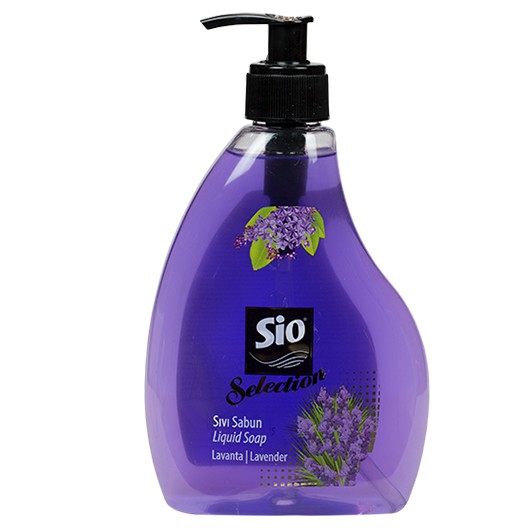 Sio®
Selection
Sıvı Sabun
Liquid Soap
Lavanta | Lavender